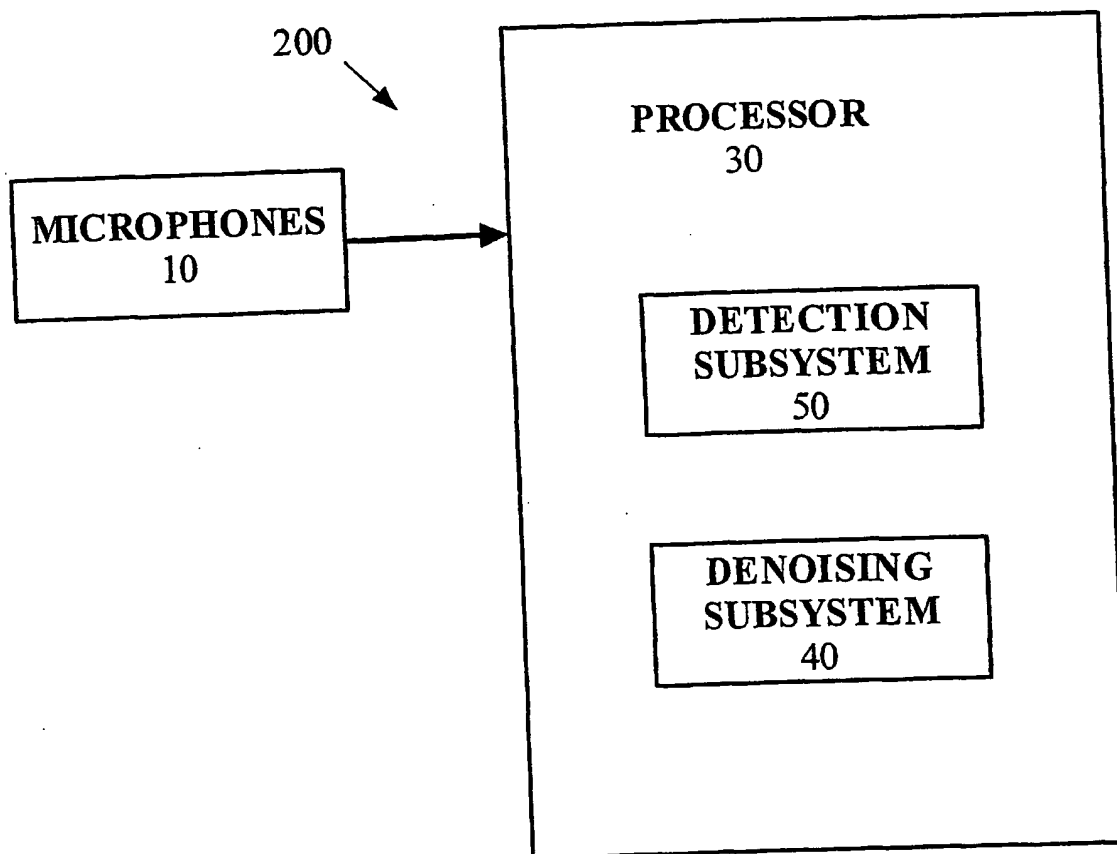 200
PROCESSOR
30
MICROPHONES
10
DETECTION
SUBSYSTEM
50
DENOISING
SUBSYSTEM
40